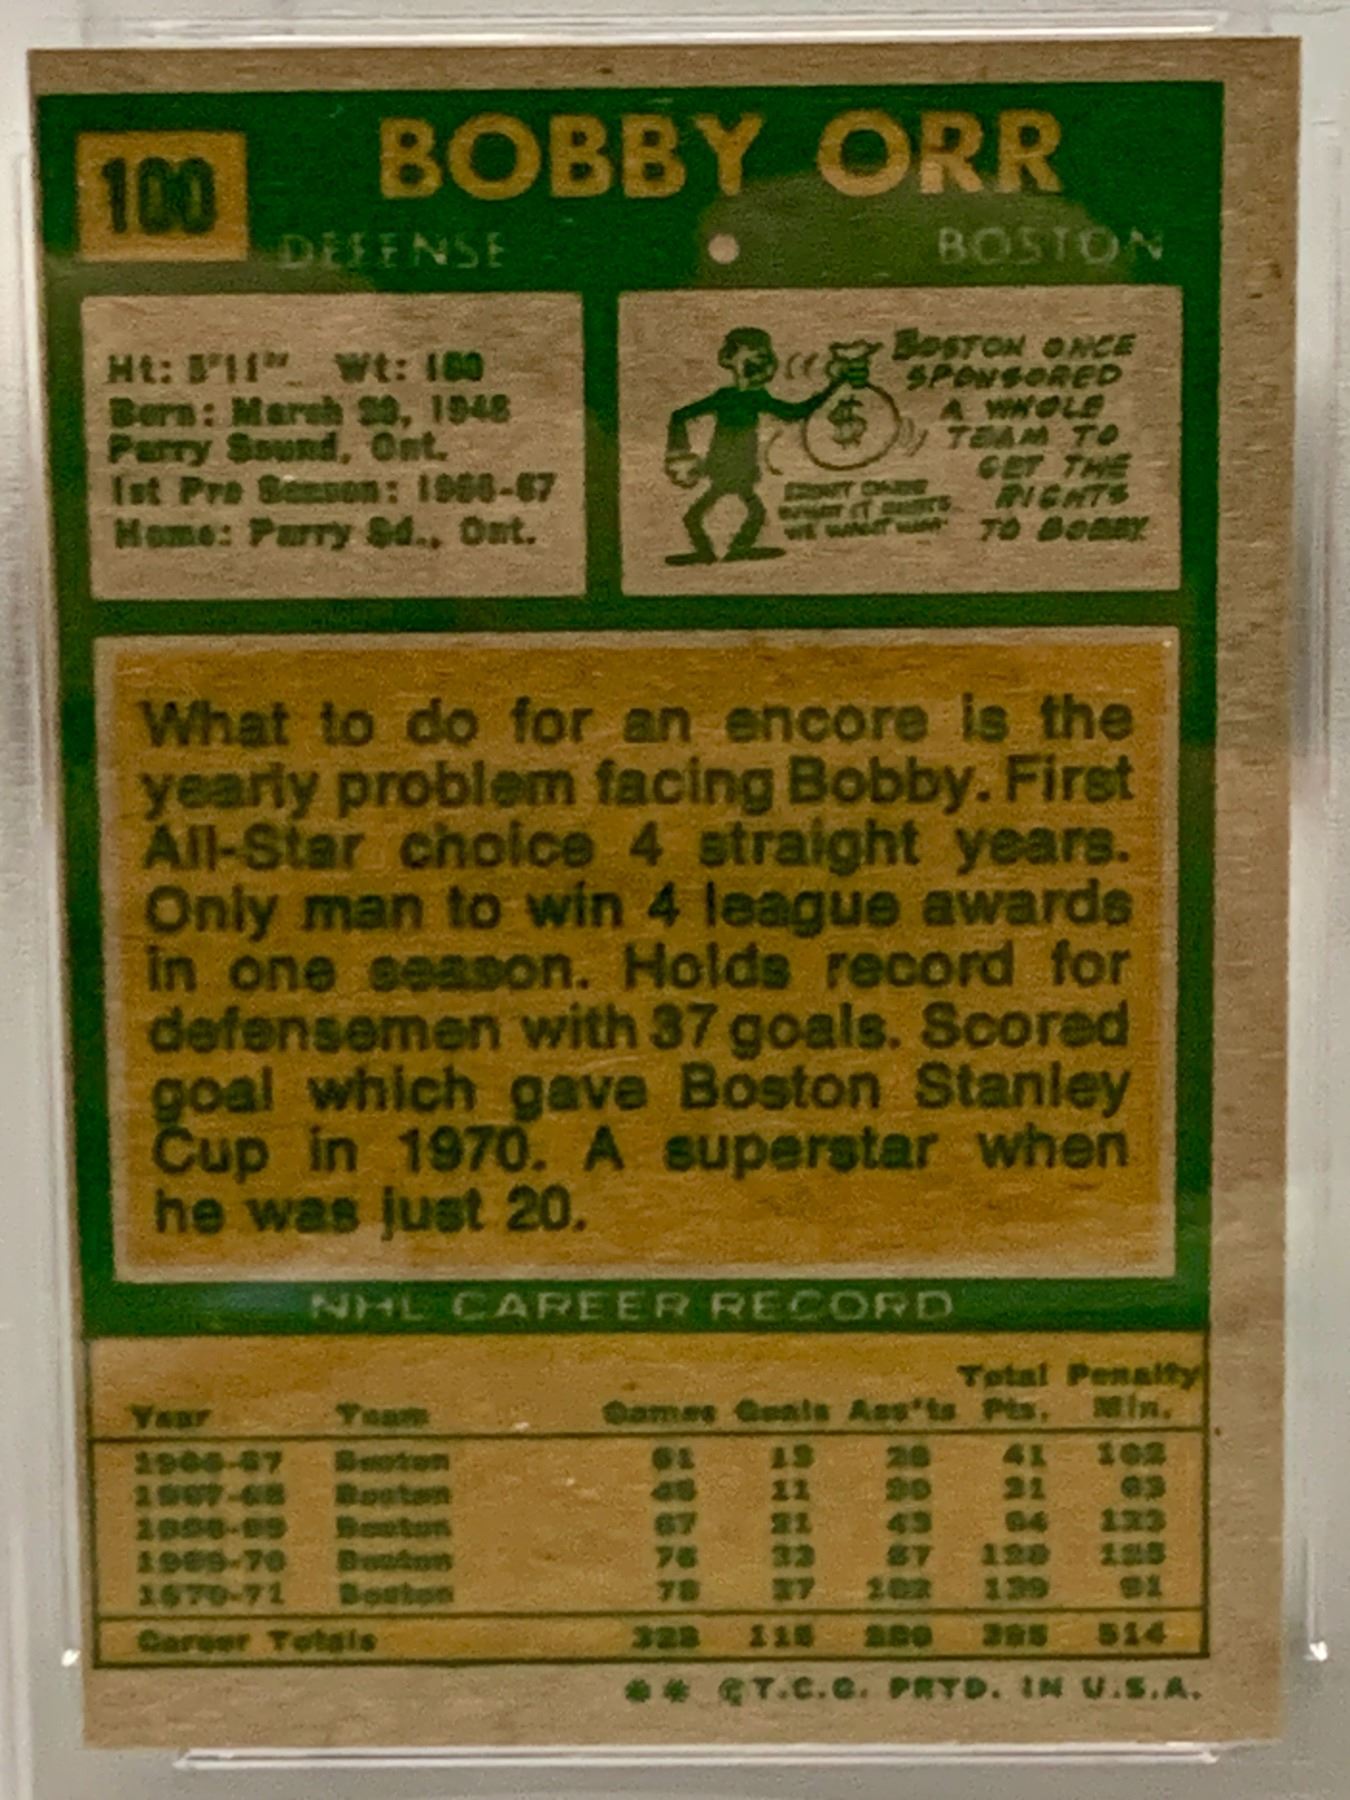 100
BOBBY ORR
DEFENSE
BOSTON
Ht: 5'11" Wt: 180
Born: March 20, 1948
Parry Sound, Ont.
1st Pro Season: 1966-67
Home: Parry Sd., Ont.
BOSTON ONCE
SPONSORED
A WHOLE
TEAM TO
GET THE
RIGHTS
TO BOBBY.
DON'T CARE
WHAT IT
WE WANT HIM
What to do for an encore is the
yearly problem facing Bobby. First
All-Star choice 4 straight years.
Only man to win 4 league awards
in one season. Holds record for
defensemen with 37 goals. Scored
goal which gave Boston Stanley
Cup in 1970. A superstar when
he was just 20.
NHL CAREER RECORD
Total Penalty
Year Team Games Goals Ass'ts Pts. Min.
1966-67 Boston 61 13 28 41 102
1967-68 Boston 46 11 20 31 63
1968-69 Boston 67 21 43 64 133
1969-70 Boston 76 33 87 120 125
1970-71 Boston 78 37 102 139 91
Career Totals 328 115 280 395 514
** ©T.C.G. PRTD. IN U.S.A.